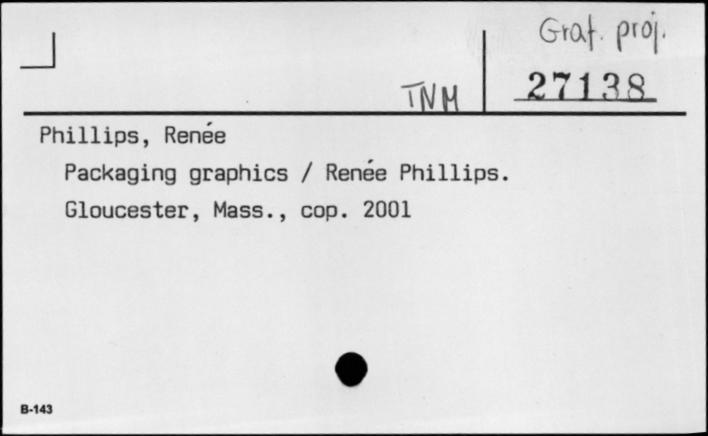 Graf. proj.
TNM
27138
Phillips, Renée
Packaging graphics / Renée Phillips.
Gloucester, Mass., cop. 2001
B-143